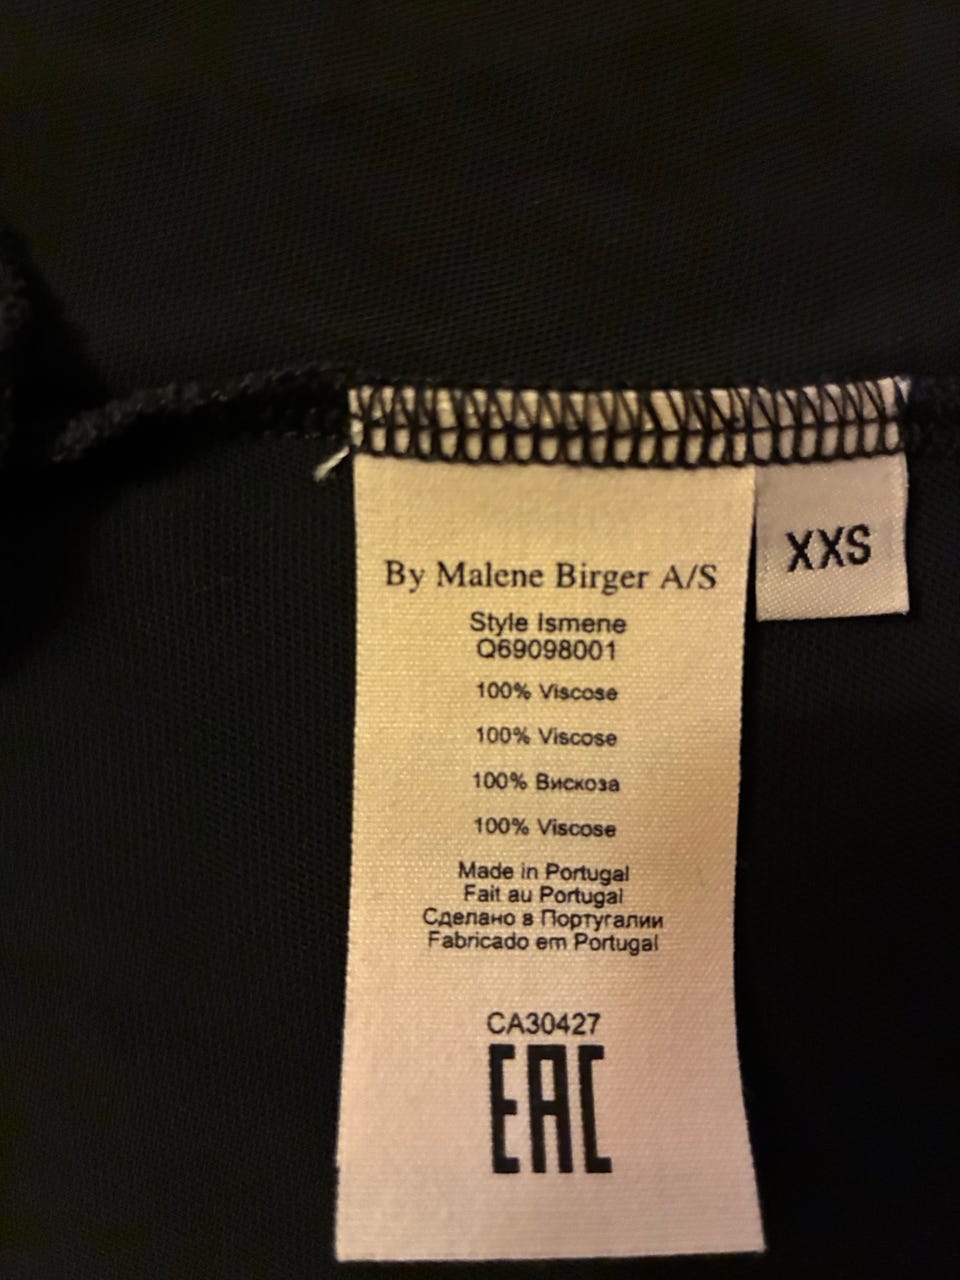 XXS
By Malene Birger A/S
Style Ismene
Q69098001
100% Viscose
100% Viscose
100% Вискоза
100% Viscose
Made in Portugal
Fait au Portugal
Сделано в Португалии
Fabricado em Portugal
CA30427
EAC